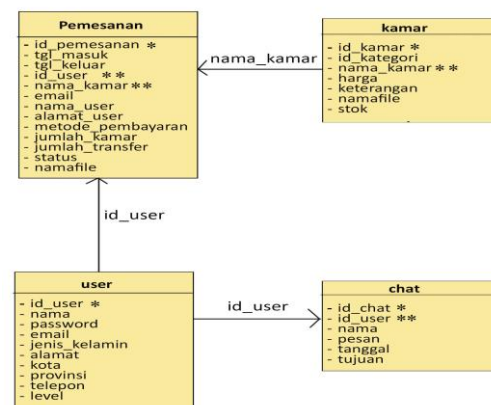 Pemesanan
- id_pemesanan *
- tgl_masuk
- tgl_keluar
- id_user **
- nama_kamar**
- email
- nama_user
- alamat_user
- metode_pembayaran
- jumlah_kamar
- jumlah_transfer
- status
- namafile
nama_kamar
kamar
- id_kamar *
- id_kategori
- nama_kamar **
- harga
- keterangan
- namafile
- stok
id_user
user
- id_user *
- nama
- password
- email
- jenis_kelamin
- alamat
- kota
- provinsi
- telepon
- level
id_user
chat
- id_chat *
- id_user **
- nama
- pesan
- tanggal
- tujuan